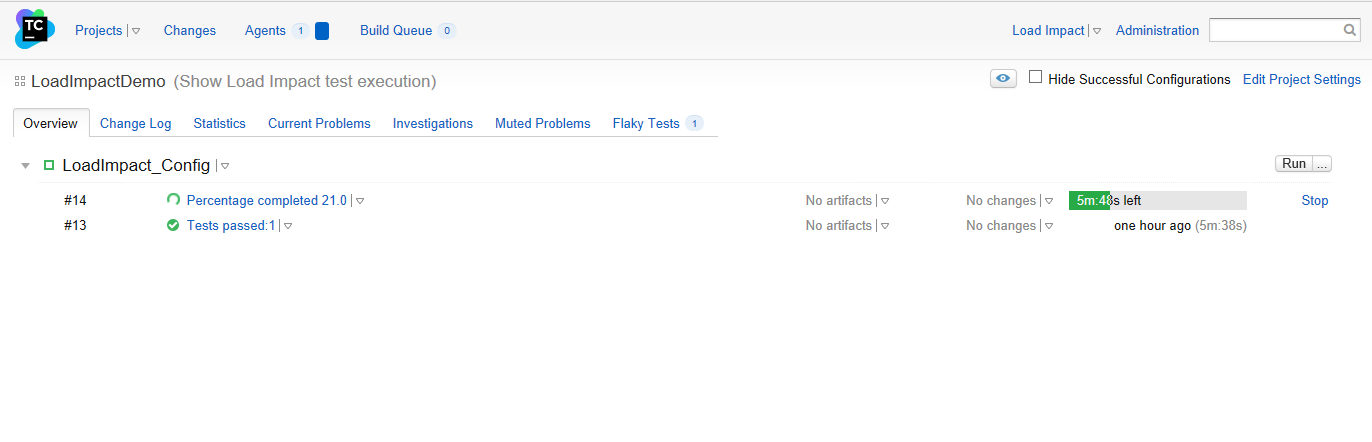 TC Projects Changes Agents 1 Build Queue 0 Load Impact Administration
LoadImpactDemo (Show Load Impact test execution) Hide Successful Configurations Edit Project Settings
Overview Change Log Statistics Current Problems Investigations Muted Problems Flaky Tests 1
LoadImpact_Config Run ...
#14 Percentage completed 21.0 No artifacts No changes 5m:48s left Stop
#13 Tests passed:1 No artifacts No changes one hour ago (5m:38s)